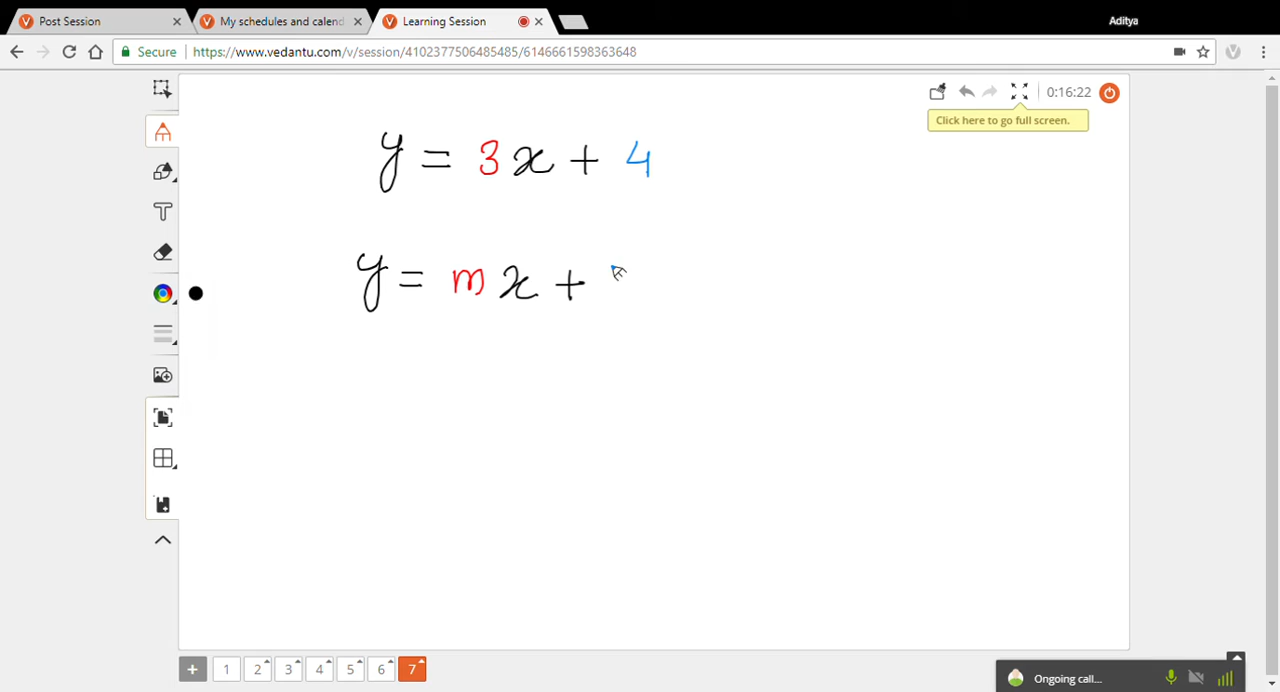 Aditya
Post Session
My schedules and calend
Learning Session
Secure
https://www.vedantu.com/v/session/4102377506485485/6146661598363648
0:16:22
Click here to go full screen.
y = 3x + 4
y = mx +
T
+ 1 2 3 4 5 6 7
Ongoing call...